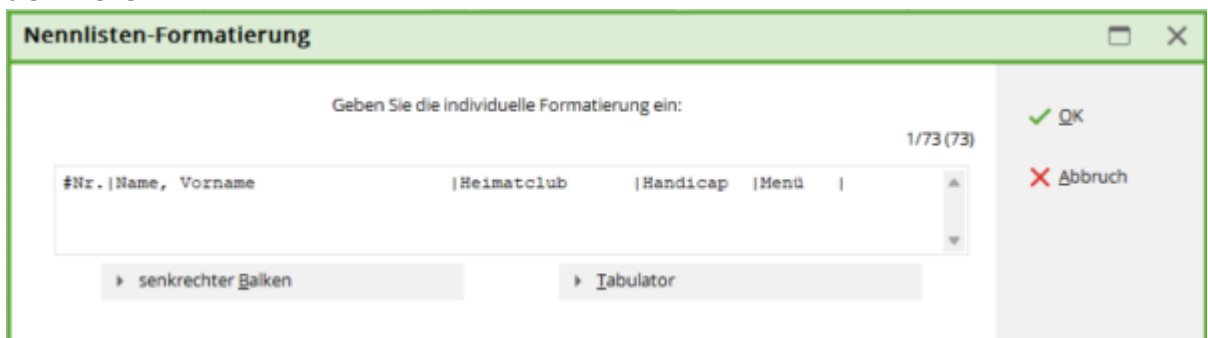 Nennlisten-Formatierung
Geben Sie die individuelle Formatierung ein:
1/73 (73)
#Nr.|Name, Vorname |Heimatclub |Handicap |Menü |
senkrechter Balken
Tabulator
OK
Abbruch